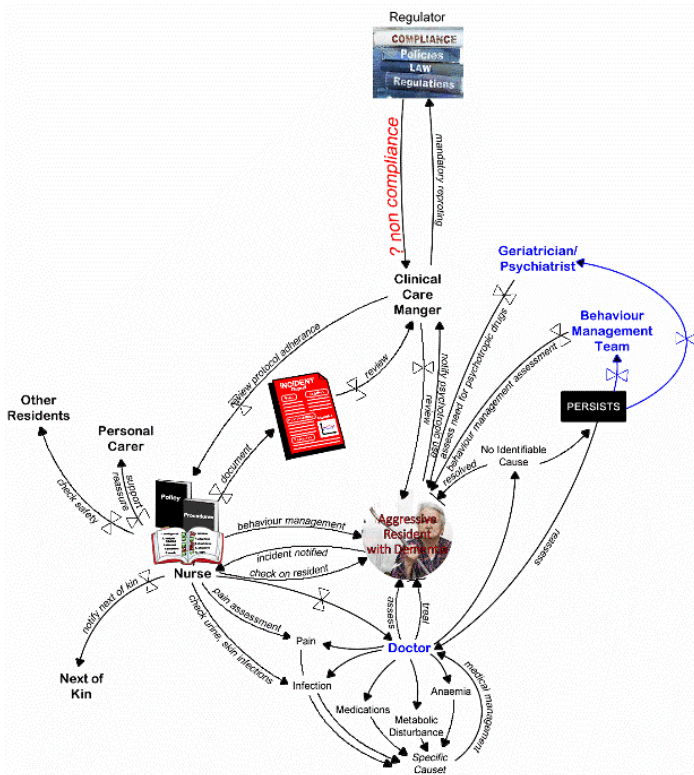 Regulator
COMPLIANCE
Policies
LAW
Regulations
? non compliance
mandatory reproting
Geriatrician/
Psychiatrist
Clinical
Care
Manger
Behaviour
Management
Team
review protocol adherance
review
INCIDENT
Report
review
notify psychotropic use
assess need for psychotropic drugs
behaviour management assessment
resolved
PERSISTS
Other
Residents
Personal
Carer
No Identifiable
Cause
document
support
reassure
check safety
Policy
Procedures
behaviour management
Aggressive
Resident
with Dementia
incident notified
check on resident
reassess
Nurse
notify next of kin
pain assessment
check urine, skin infections
assess
treat
Next of
Kin
Pain
Doctor
medical management
Infection
Anaemia
Medications
Metabolic
Disturbance
Specific
Causet